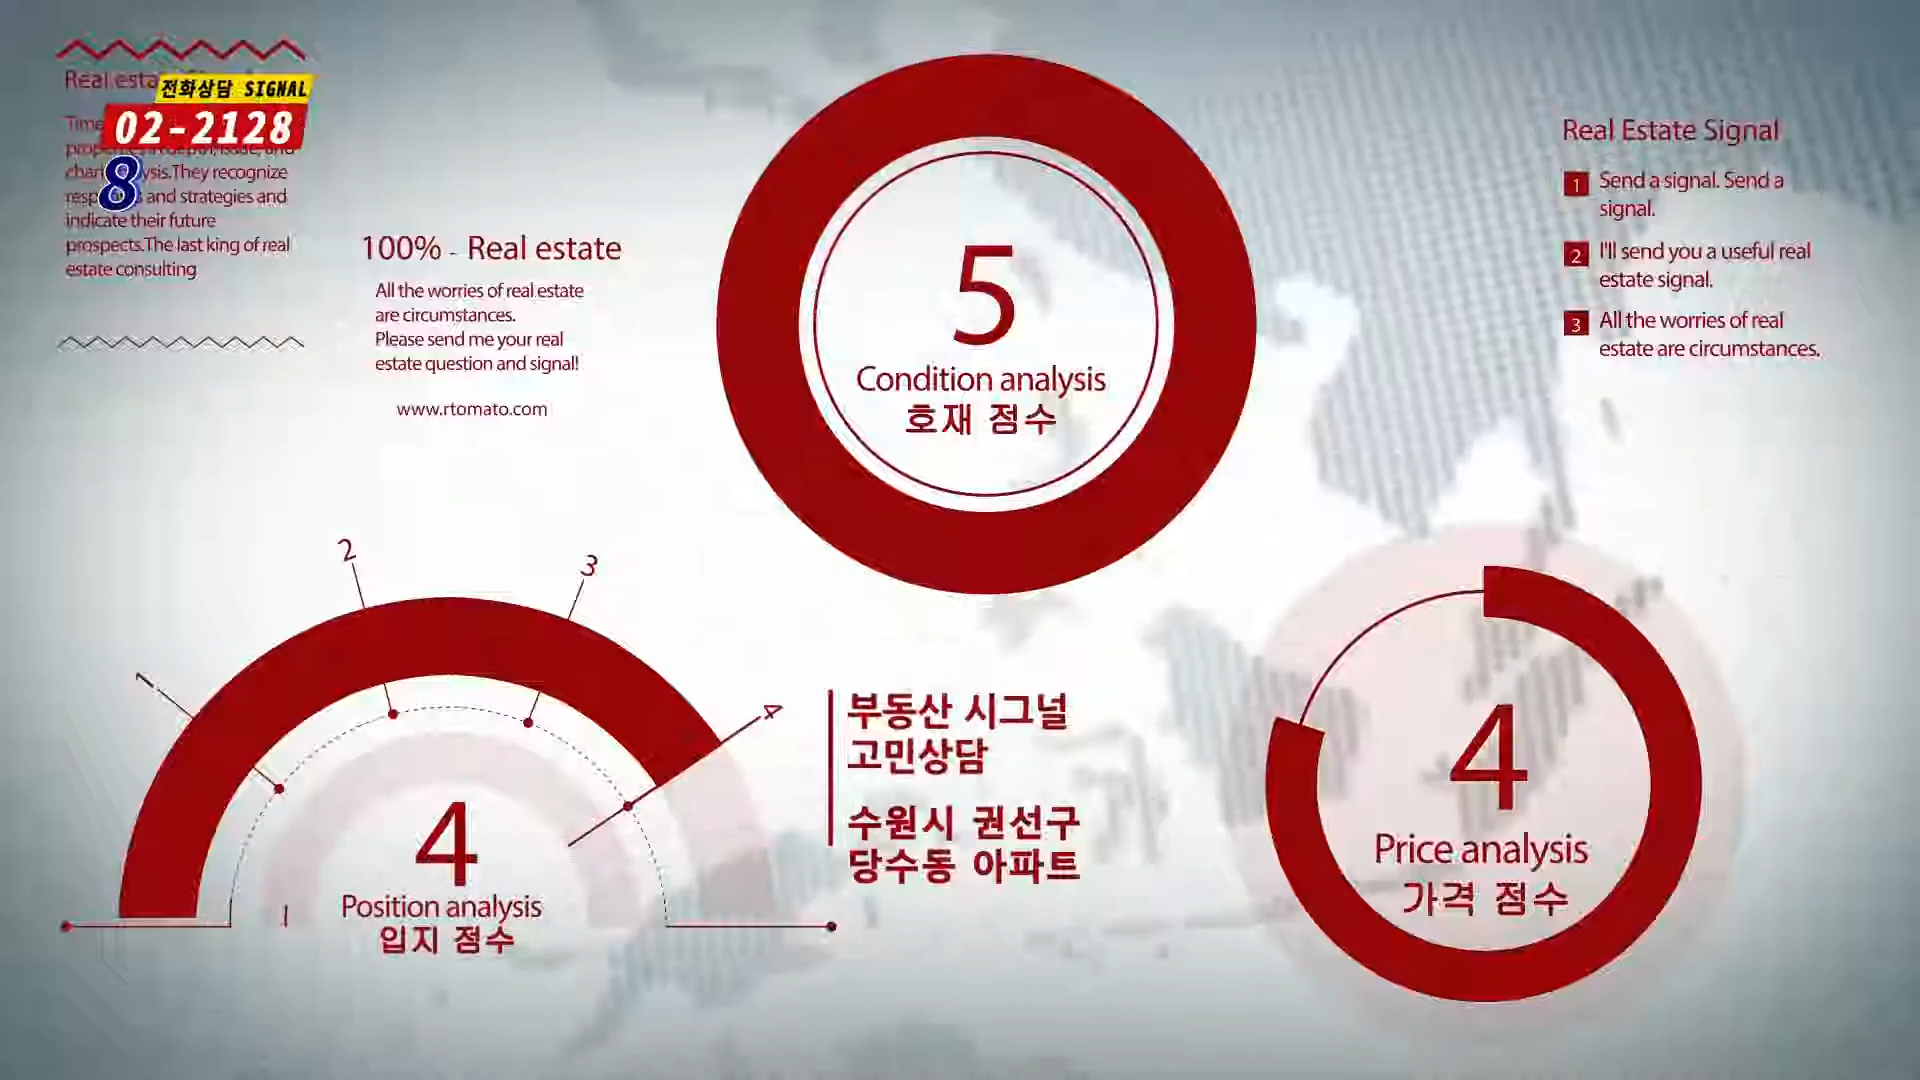 Real esta
전화상담 SIGNAL
02-2128
8
Time
and
char ysis.They recognize
resp s and strategies and
indicate their future
prospects.The last king of real
estate consulting
100% - Real estate
All the worries of real estate
are circumstances.
Please send me your real
estate question and signal!
www.rtomato.com
5
Condition analysis
호재 점수
Real Estate Signal
1 Send a signal. Send a
signal.
2 I'll send you a useful real
estate signal.
3 All the worries of real
estate are circumstances.
1
2
3
4
4
Position analysis
입지 점수
부동산 시그널
고민상담
수원시 권선구
당수동 아파트
4
Price analysis
가격 점수